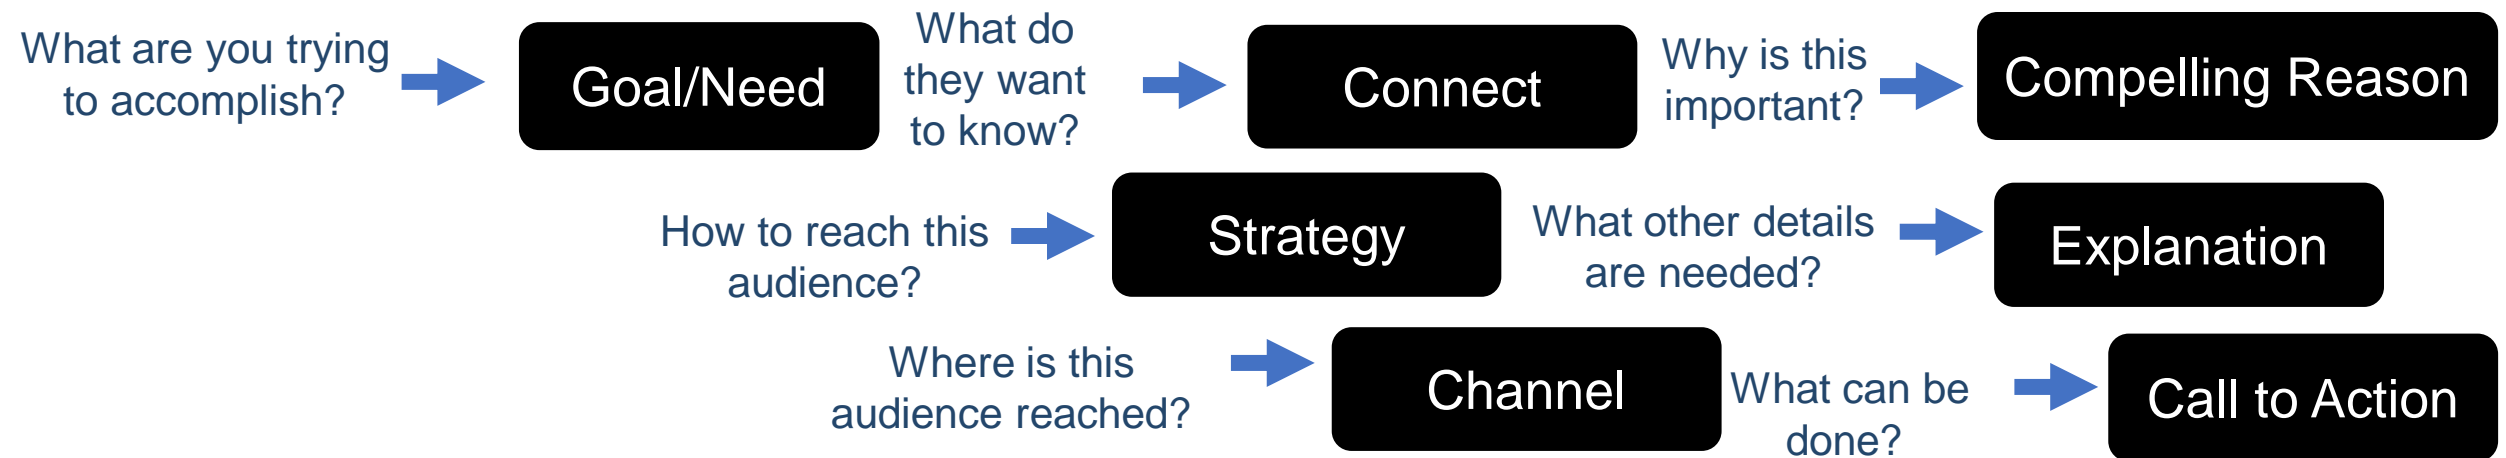 What are you trying
to accomplish?
Goal/Need
What do
they want
to know?
Connect
Why is this
important?
Compelling Reason
How to reach this
audience?
Strategy
What other details
are needed?
Explanation
Where is this
audience reached?
Channel
What can be
done?
Call to Action